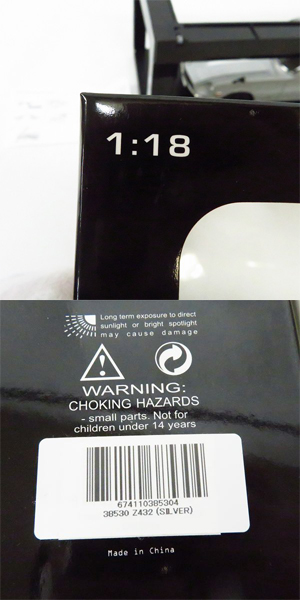 1:18
Long term exposure to direct
sunlight or bright spotlight
may cause damage
WARNING:
CHOKING HAZARDS
- small parts. Not for
children under 14 years
674110385304
38530 Z432 (SILVER)
Made in China